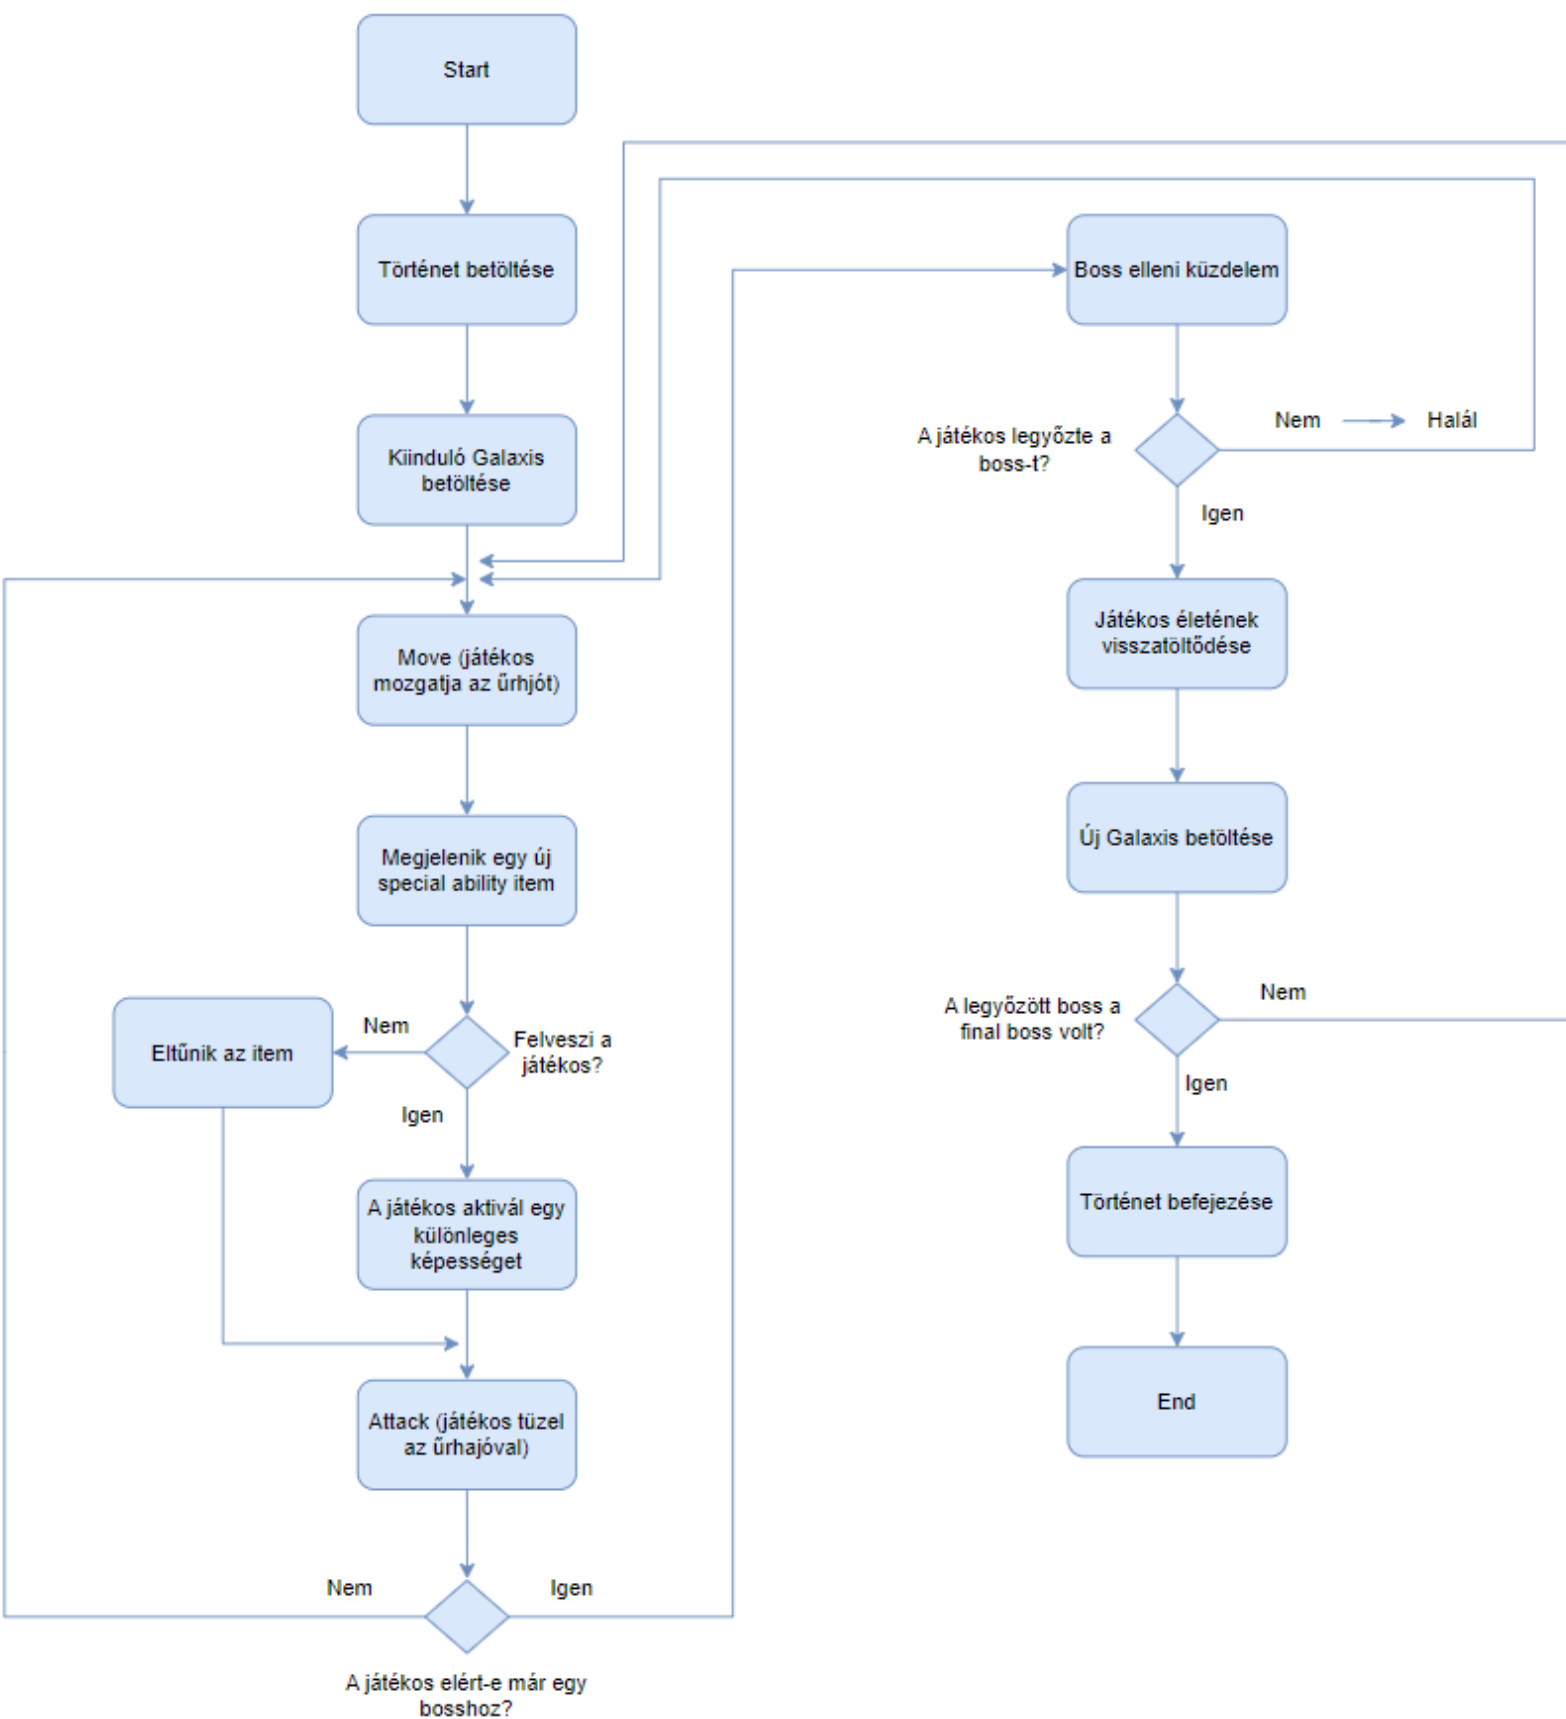 Start
Történet betöltése
Kiinduló Galaxis
betöltése
Move (játékos
mozgatja az űrhjót)
Megjelenik egy új
special ability item
Nem
Felveszi a
játékos?
Eltűnik az item
Igen
A játékos aktivál egy
különleges
képességet
Attack (játékos tüzel
az űrhajóval)
Nem
Igen
A játékos elért-e már egy
bosshoz?
Boss elleni küzdelem
A játékos legyőzte a
boss-t?
Nem
Halál
Igen
Játékos életének
visszatöltődése
Új Galaxis betöltése
A legyőzött boss a
final boss volt?
Nem
Igen
Történet befejezése
End